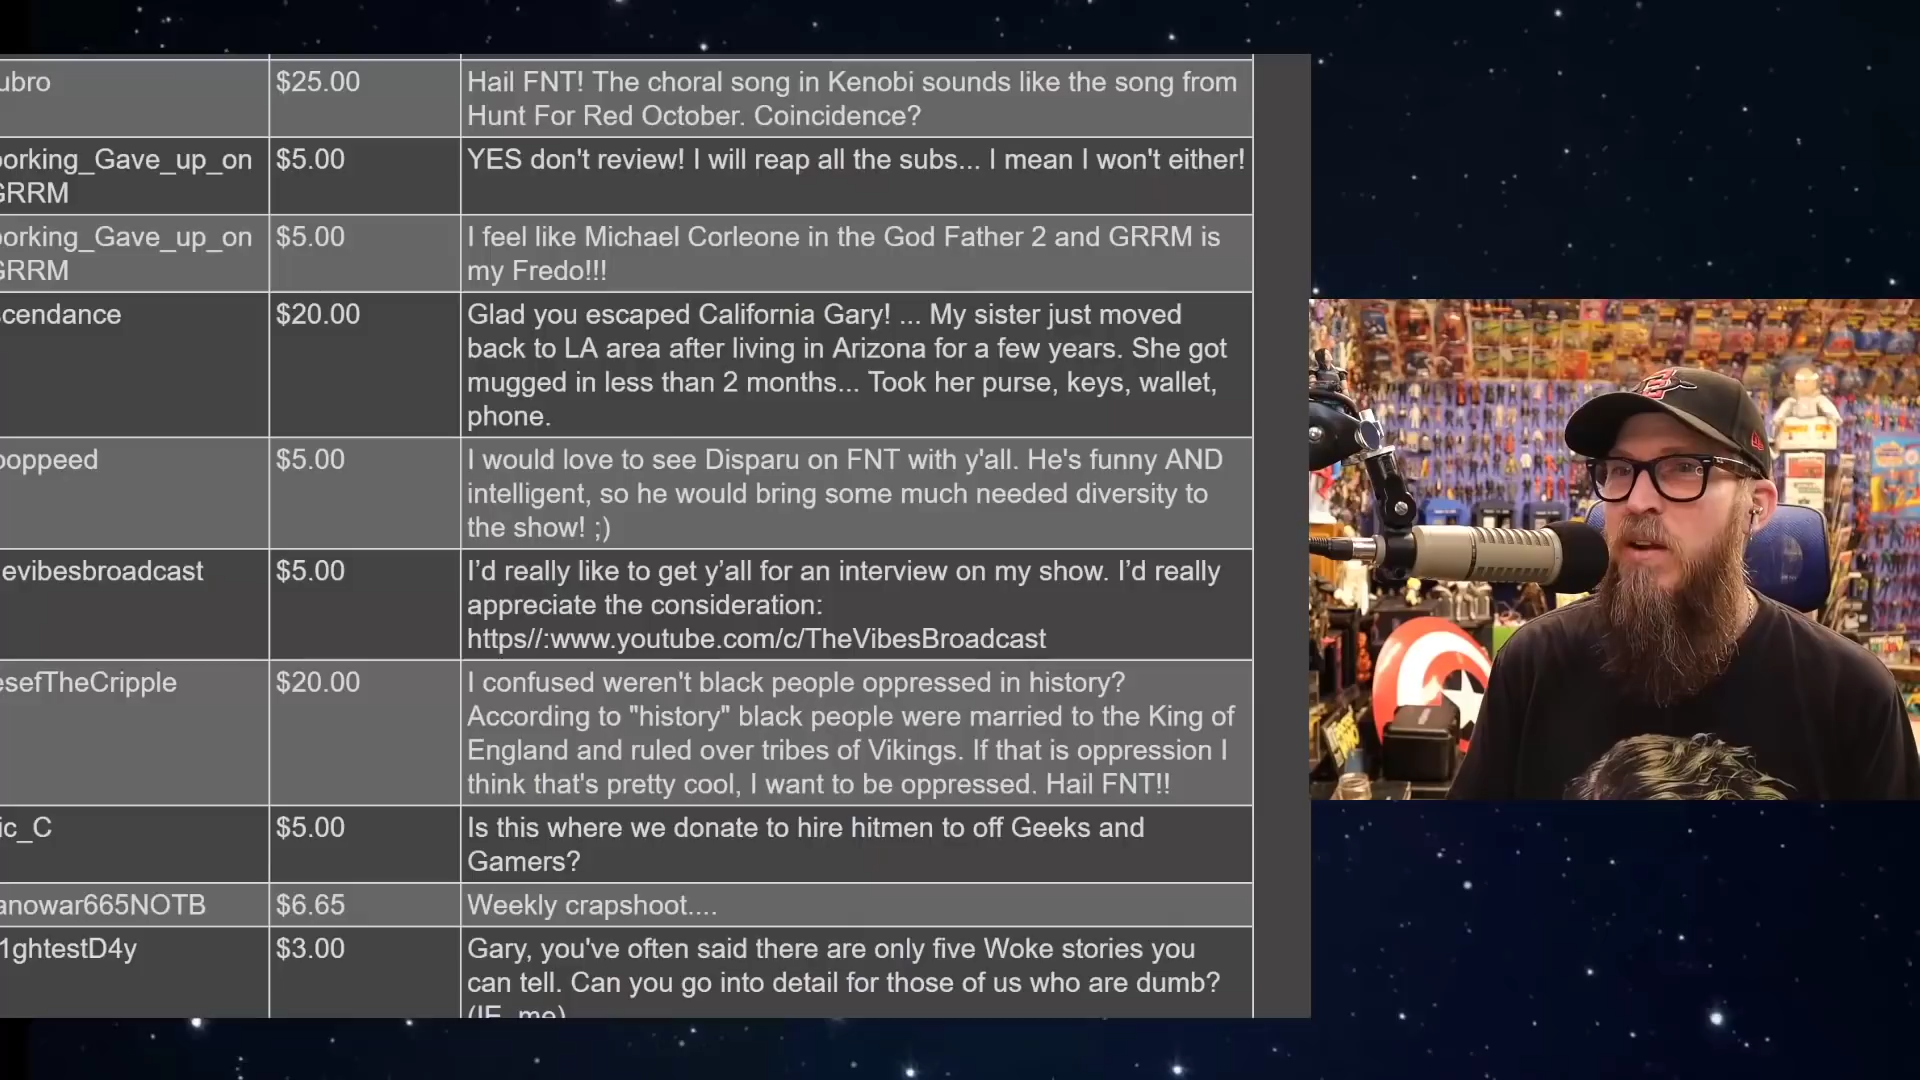 ubro $25.00 Hail FNT! The choral song in Kenobi sounds like the song from
Hunt For Red October. Coincidence?
orking_Gave_up_on $5.00 YES don't review! I will reap all the subs... I mean I won't either!
GRRM
orking_Gave_up_on $5.00 I feel like Michael Corleone in the God Father 2 and GRRM is
GRRM my Fredo!!!
cendance $20.00 Glad you escaped California Gary! ... My sister just moved
back to LA area after living in Arizona for a few years. She got
mugged in less than 2 months... Took her purse, keys, wallet,
phone.
ooppeed $5.00 I would love to see Disparu on FNT with y'all. He's funny AND
intelligent, so he would bring some much needed diversity to
the show! ;)
evibesbroadcast $5.00 I’d really like to get y’all for an interview on my show. I’d really
appreciate the consideration:
https//:www.youtube.com/c/TheVibesBroadcast
esefTheCripple $20.00 I confused weren't black people oppressed in history?
According to "history" black people were married to the King of
England and ruled over tribes of Vikings. If that is oppression I
think that's pretty cool, I want to be oppressed. Hail FNT!!
ic_C $5.00 Is this where we donate to hire hitmen to off Geeks and
Gamers?
anowar665NOTB $6.65 Weekly crapshoot....
1ghtestD4y $3.00 Gary, you've often said there are only five Woke stories you
can tell. Can you go into detail for those of us who are dumb?
(IE, me)